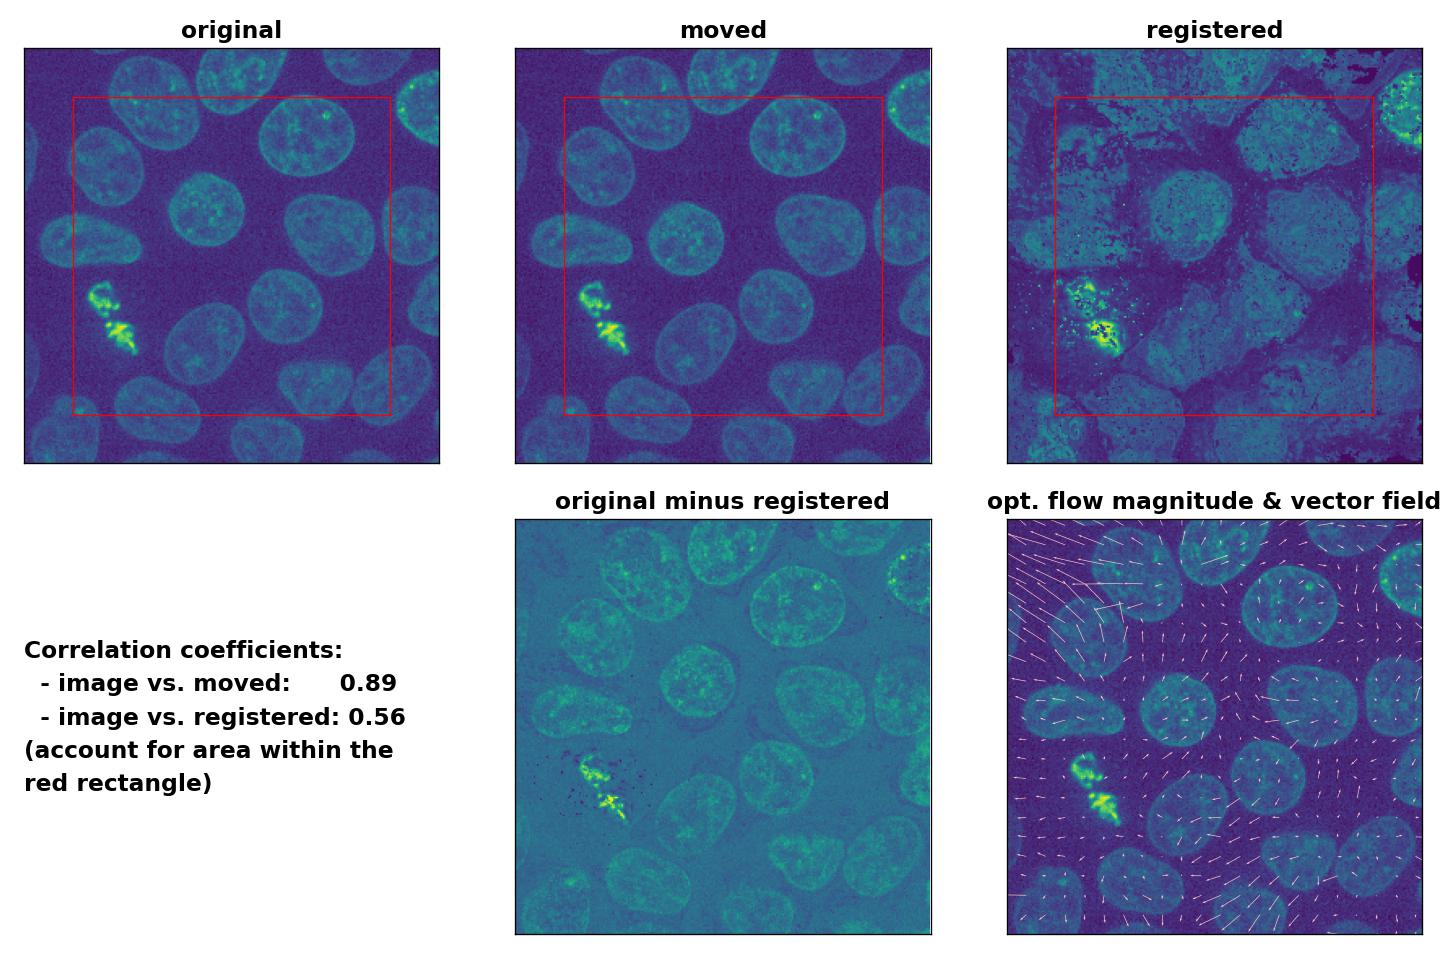 original
moved
registered
original minus registered
opt. flow magnitude & vector field
Correlation coefficients:
- image vs. moved: 0.89
- image vs. registered: 0.56
(account for area within the
red rectangle)